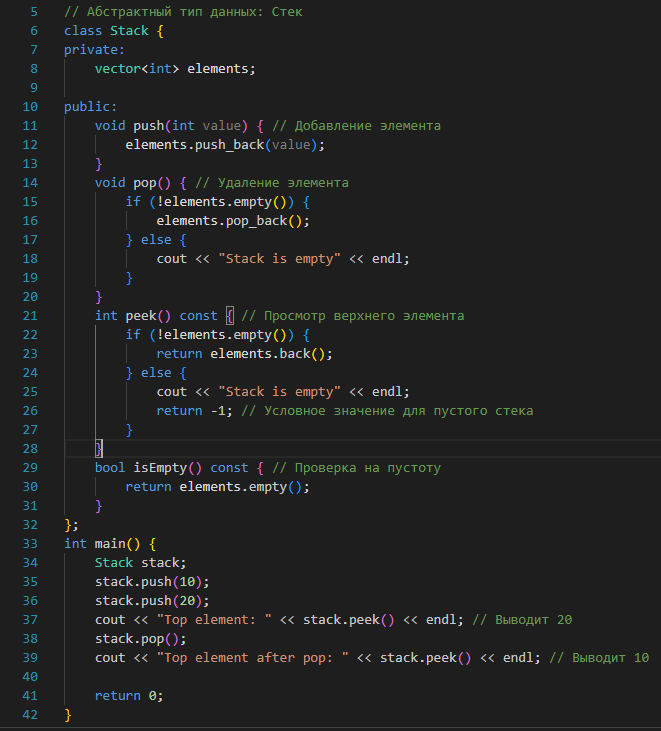 5 // Абстрактный тип данных: Стек
6 class Stack {
7 private:
8     vector<int> elements;
9
10 public:
11     void push(int value) { // Добавление элемента
12         elements.push_back(value);
13     }
14     void pop() { // Удаление элемента
15         if (!elements.empty()) {
16             elements.pop_back();
17         } else {
18             cout << "Stack is empty" << endl;
19         }
20     }
21     int peek() const { // Просмотр верхнего элемента
22         if (!elements.empty()) {
23             return elements.back();
24         } else {
25             cout << "Stack is empty" << endl;
26             return -1; // Условное значение для пустого стека
27         }
28     }
29     bool isEmpty() const { // Проверка на пустоту
30         return elements.empty();
31     }
32 };
33 int main() {
34     Stack stack;
35     stack.push(10);
36     stack.push(20);
37     cout << "Top element: " << stack.peek() << endl; // Выводит 20
38     stack.pop();
39     cout << "Top element after pop: " << stack.peek() << endl; // Выводит 10
40
41     return 0;
42 }